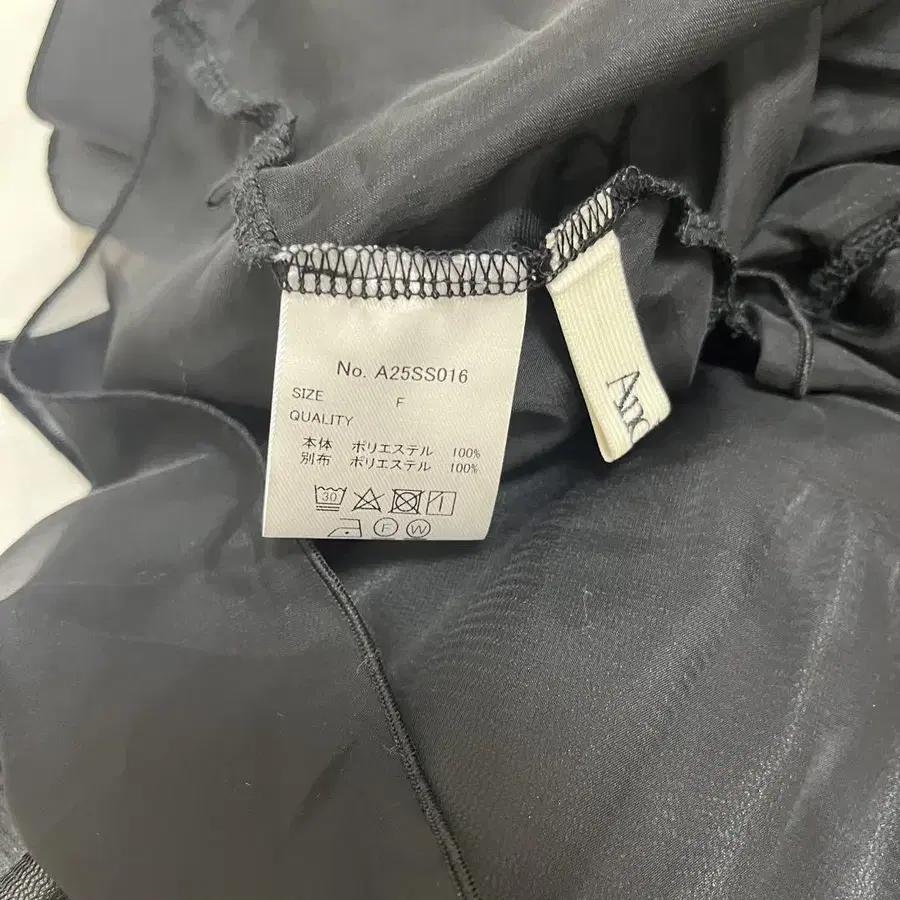 No. A25SS016
SIZE F
QUALITY
本体 ポリエステル 100%
別布 ポリエステル 100%
30
F W